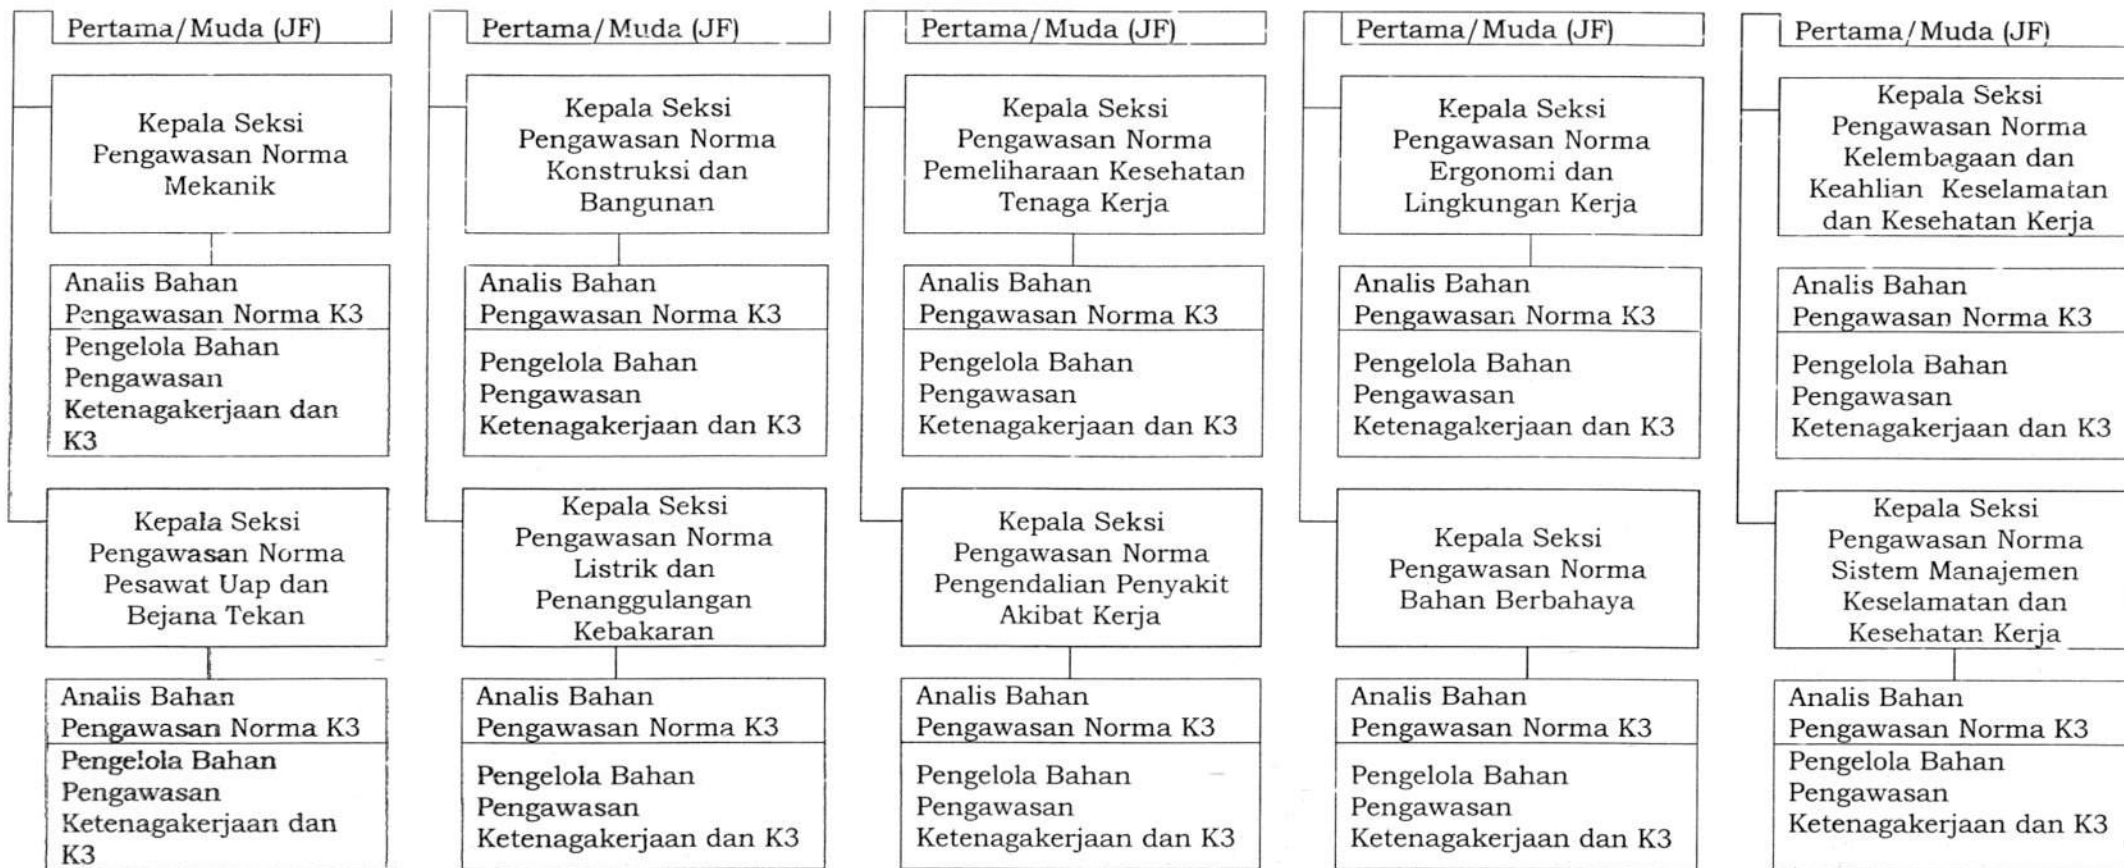 Pertama/Muda (JF)
Kepala Seksi
Pengawasan Norma
Mekanik
Analis Bahan
Pengawasan Norma K3
Pengelola Bahan
Pengawasan
Ketenagakerjaan dan
K3
Kepala Seksi
Pengawasan Norma
Pesawat Uap dan
Bejana Tekan
Analis Bahan
Pengawasan Norma K3
Pengelola Bahan
Pengawasan
Ketenagakerjaan dan
K3
Pertama/Muda (JF)
Kepala Seksi
Pengawasan Norma
Konstruksi dan
Bangunan
Analis Bahan
Pengawasan Norma K3
Pengelola Bahan
Pengawasan
Ketenagakerjaan dan K3
Kepala Seksi
Pengawasan Norma
Listrik dan
Penanggulangan
Kebakaran
Analis Bahan
Pengawasan Norma K3
Pengelola Bahan
Pengawasan
Ketenagakerjaan dan K3
Pertama/Muda (JF)
Kepala Seksi
Pengawasan Norma
Pemeliharaan Kesehatan
Tenaga Kerja
Analis Bahan
Pengawasan Norma K3
Pengelola Bahan
Pengawasan
Ketenagakerjaan dan K3
Kepala Seksi
Pengawasan Norma
Pengendalian Penyakit
Akibat Kerja
Analis Bahan
Pengawasan Norma K3
Pengelola Bahan
Pengawasan
Ketenagakerjaan dan K3
Pertama/Muda (JF)
Kepala Seksi
Pengawasan Norma
Ergonomi dan
Lingkungan Kerja
Analis Bahan
Pengawasan Norma K3
Pengelola Bahan
Pengawasan
Ketenagakerjaan dan K3
Kepala Seksi
Pengawasan Norma
Bahan Berbahaya
Analis Bahan
Pengawasan Norma K3
Pengelola Bahan
Pengawasan
Ketenagakerjaan dan K3
Pertama/Muda (JF)
Kepala Seksi
Pengawasan Norma
Kelembagaan dan
Keahlian Keselamatan
dan Kesehatan Kerja
Analis Bahan
Pengawasan Norma K3
Pengelola Bahan
Pengawasan
Ketenagakerjaan dan K3
Kepala Seksi
Pengawasan Norma
Sistem Manajemen
Keselamatan dan
Kesehatan Kerja
Analis Bahan
Pengawasan Norma K3
Pengelola Bahan
Pengawasan
Ketenagakerjaan dan K3